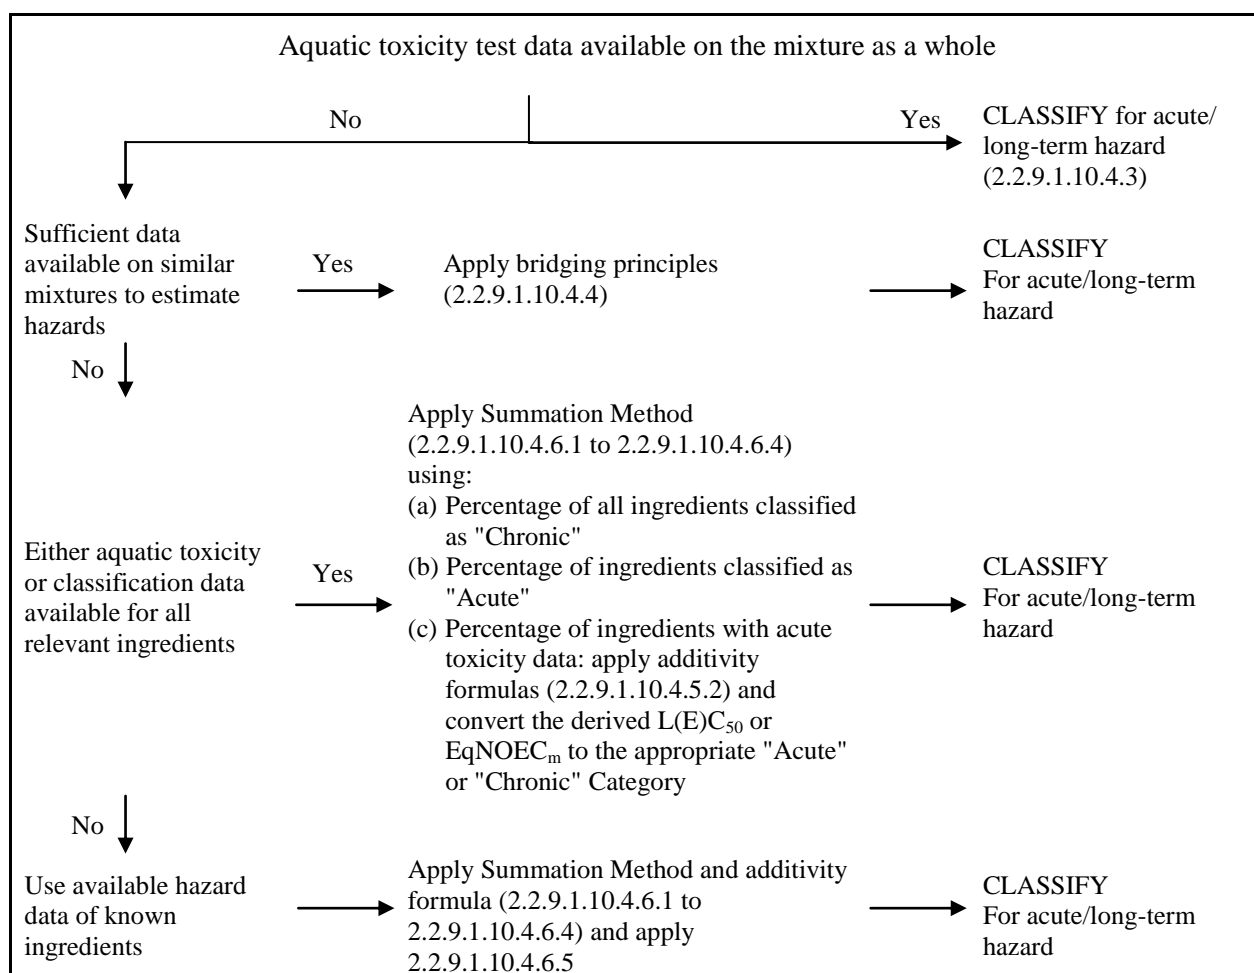 Aquatic toxicity test data available on the mixture as a whole
No
Yes
CLASSIFY for acute/
long-term hazard
(2.2.9.1.10.4.3)
Sufficient data
available on similar
mixtures to estimate
hazards
Yes
Apply bridging principles
(2.2.9.1.10.4.4)
CLASSIFY
For acute/long-term
hazard
No
Either aquatic toxicity
or classification data
available for all
relevant ingredients
Yes
Apply Summation Method
(2.2.9.1.10.4.6.1 to 2.2.9.1.10.4.6.4)
using:
(a) Percentage of all ingredients classified
as "Chronic"
(b) Percentage of ingredients classified as
"Acute"
(c) Percentage of ingredients with acute
toxicity data: apply additivity
formulas (2.2.9.1.10.4.5.2) and
convert the derived L(E)C50 or
EqNOECm to the appropriate "Acute"
or "Chronic" Category
CLASSIFY
For acute/long-term
hazard
No
Use available hazard
data of known
ingredients
Apply Summation Method and additivity
formula (2.2.9.1.10.4.6.1 to
2.2.9.1.10.4.6.4) and apply
2.2.9.1.10.4.6.5
CLASSIFY
For acute/long-term
hazard